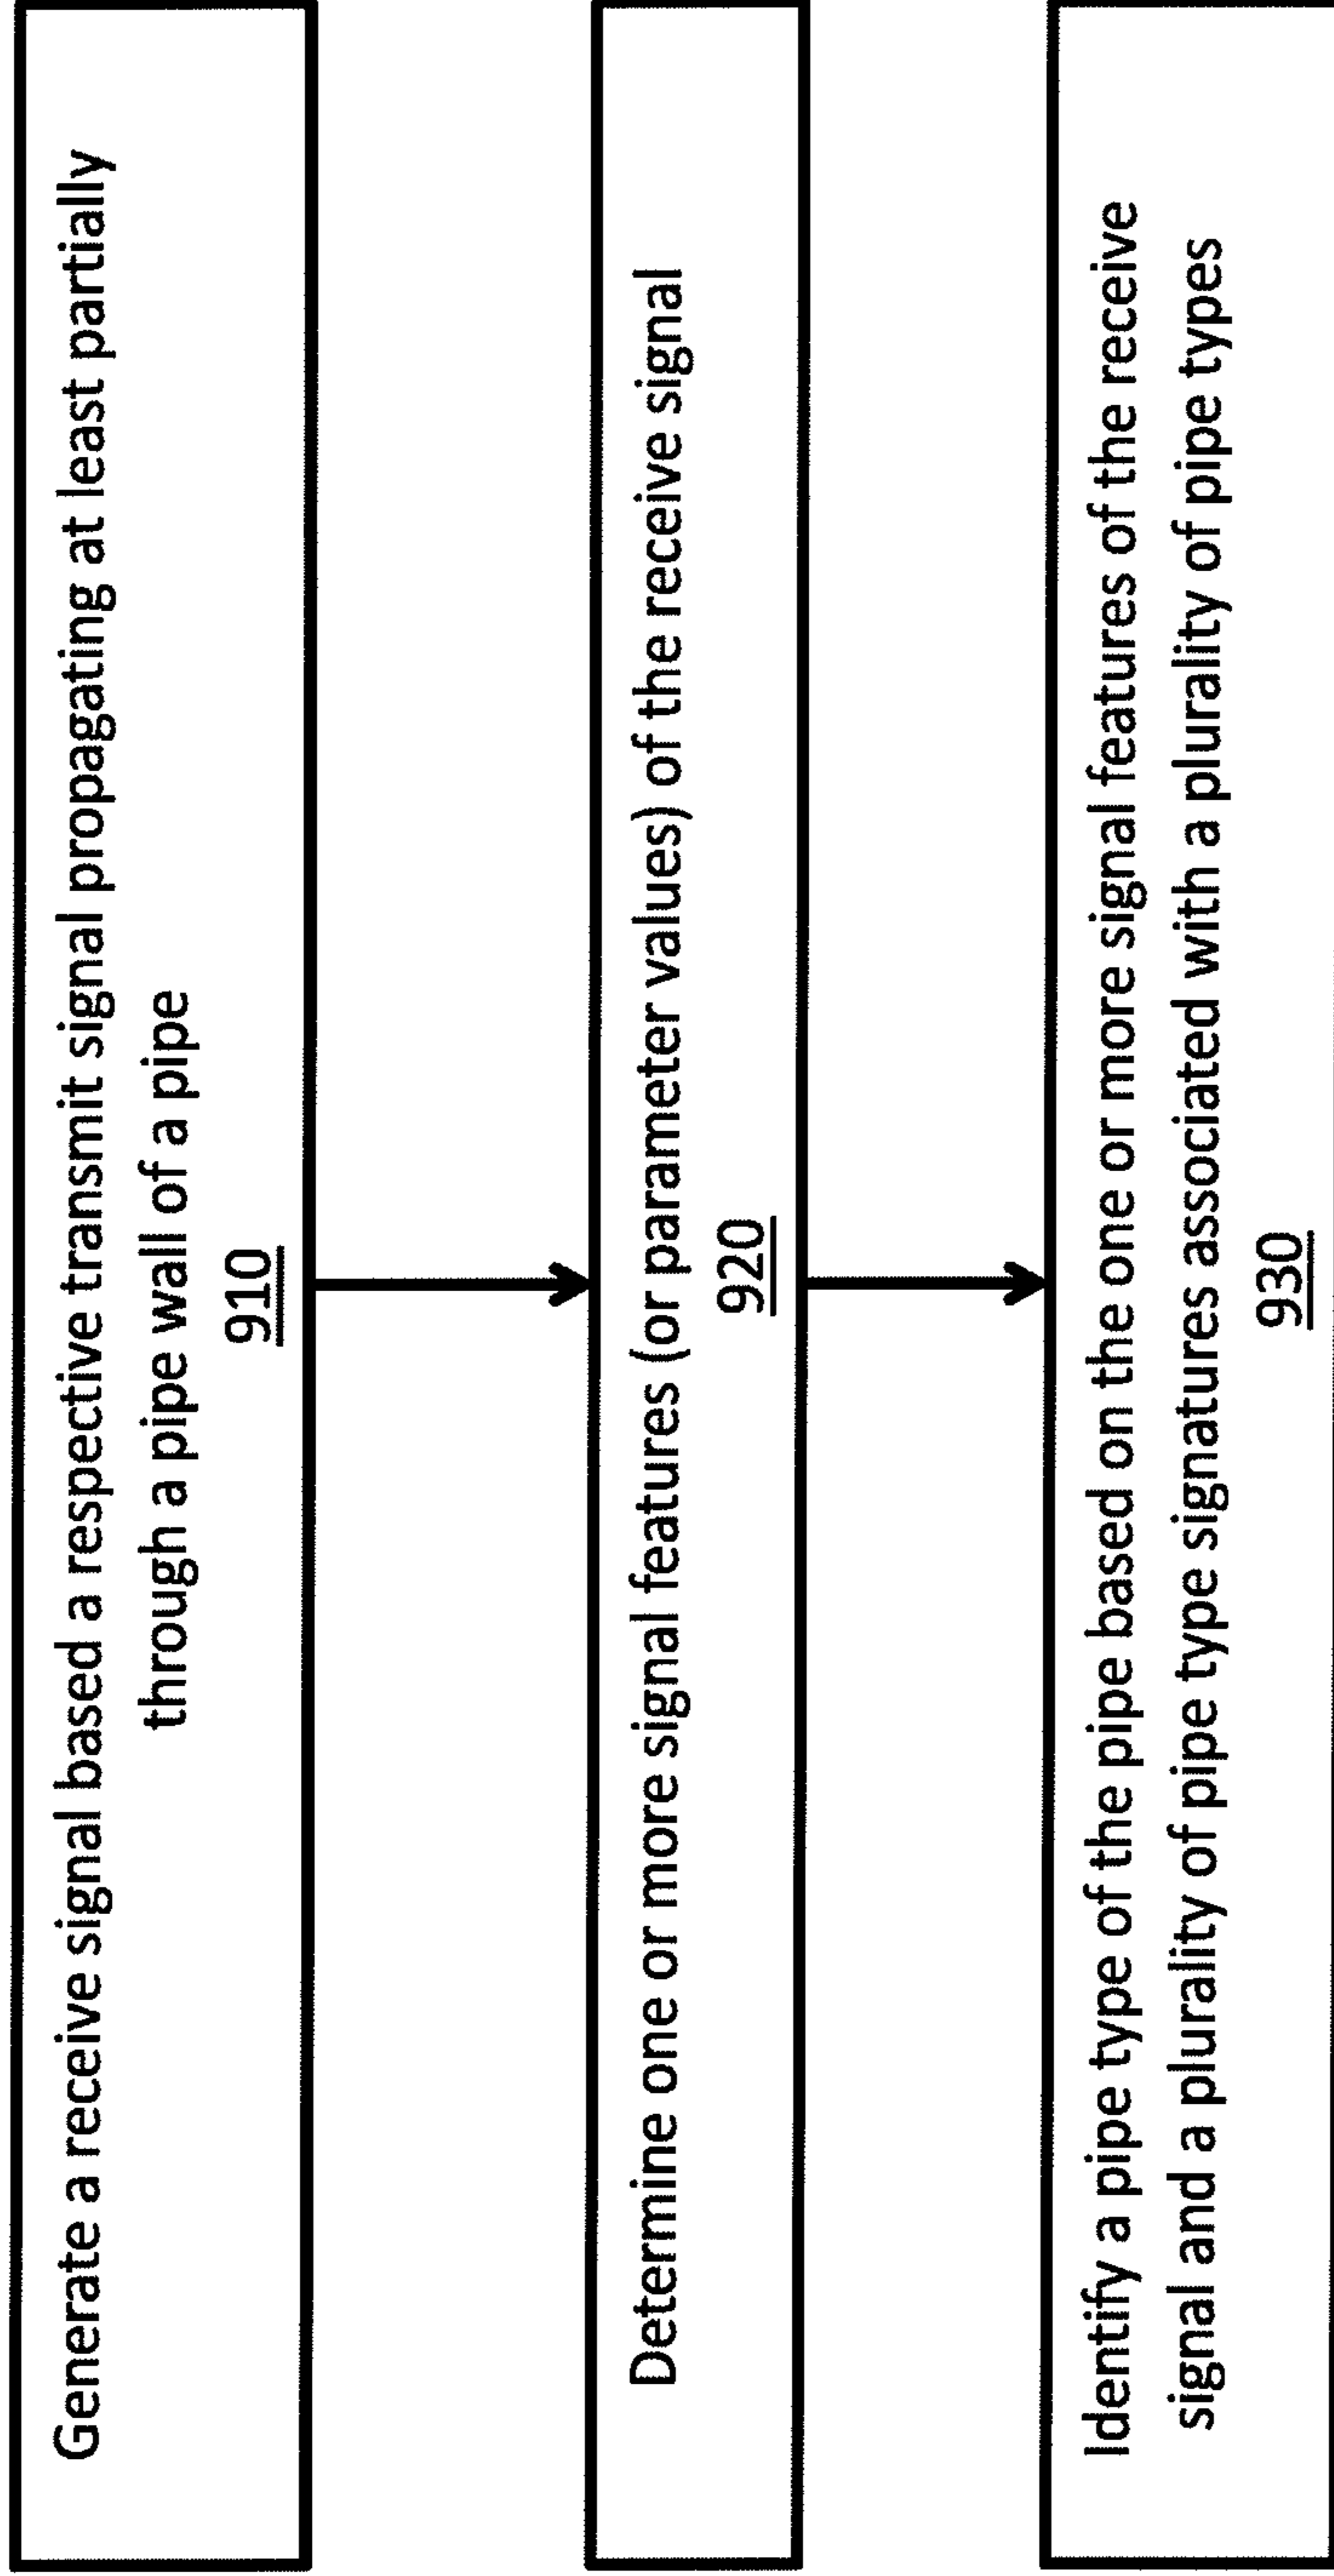 Generate a receive signal based a respective transmit signal propagating at least partially
through a pipe wall of a pipe
910
Determine one or more signal features (or parameter values) of the receive signal
920
Identify a pipe type of the pipe based on the one or more signal features of the receive
signal and a plurality of pipe type signatures associated with a plurality of pipe types
930